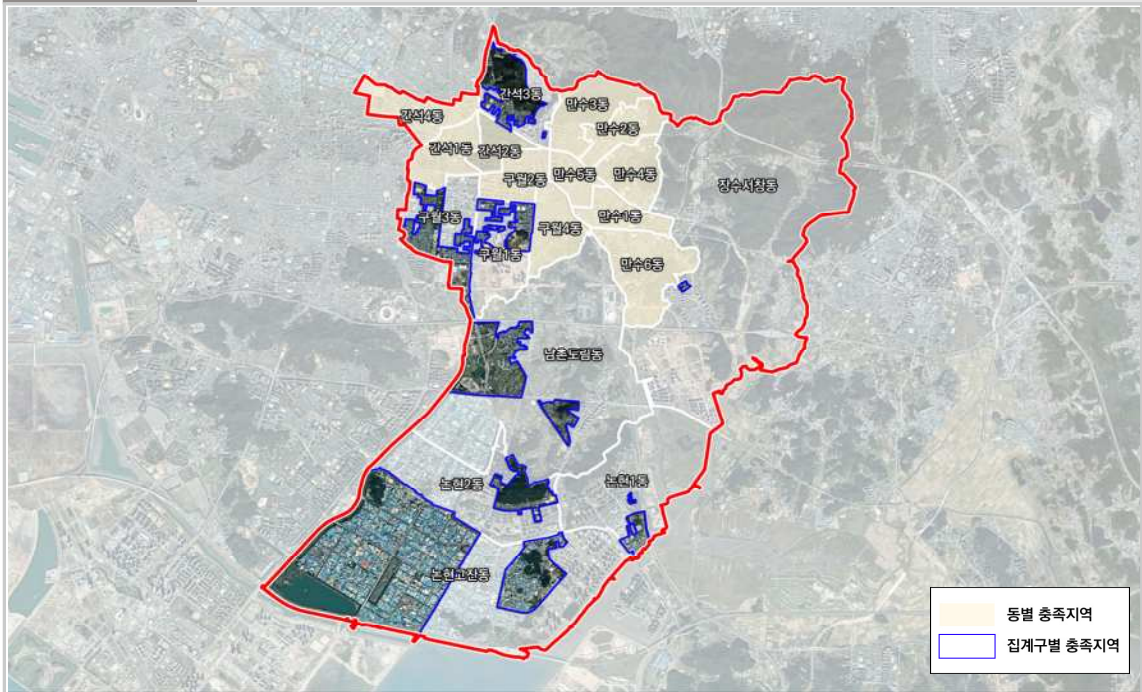 간석3동
만수3동
간석4동
만수2동
간석1동
간석2동
구월2동
만수5동
만수4동
장수서창동
구월3동
구월4동
만수1동
구월1동
만수6동
남촌도림동
논현2동
논현1동
논현고잔동
동별 충족지역
집계구별 충족지역